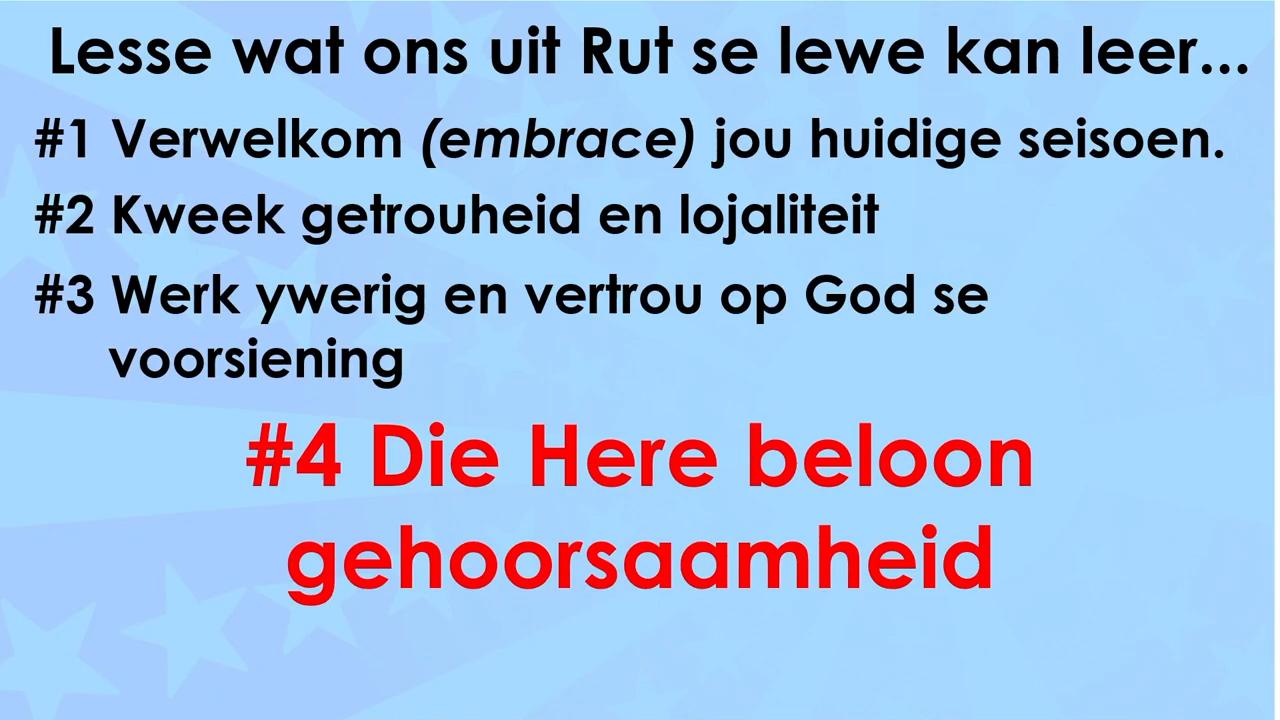 Lesse wat ons uit Rut se lewe kan leer...
#1 Verwelkom (embrace) jou huidige seisoen.
#2 Kweek getrouheid en lojaliteit
#3 Werk ywerig en vertrou op God se
voorsiening
#4 Die Here beloon
gehoorsaamheid